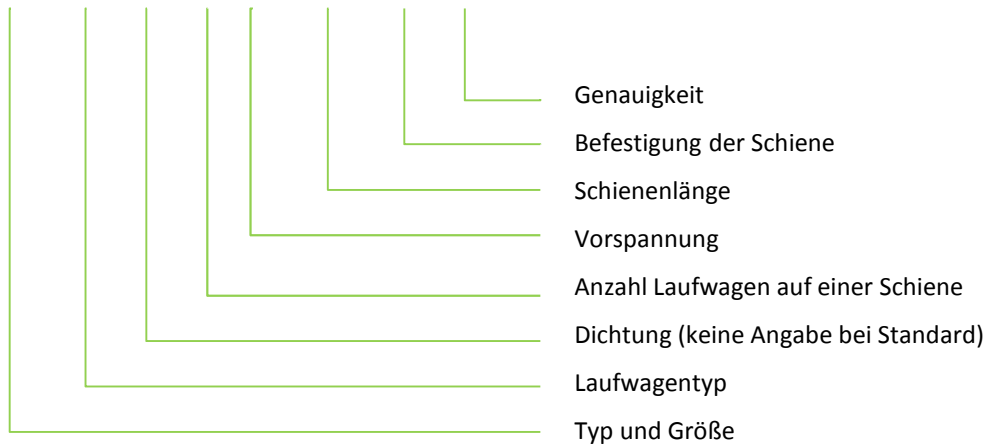 Genauigkeit
Befestigung der Schiene
Schienenlänge
Vorspannung
Anzahl Laufwagen auf einer Schiene
Dichtung (keine Angabe bei Standard)
Laufwagentyp
Typ und Größe